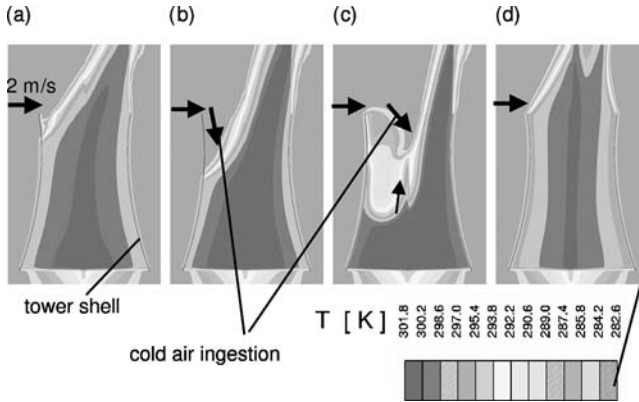 (a) (b) (c) (d)
2 m/s
tower shell
cold air ingestion
T [K]
301.8
300.2
298.6
297.0
295.4
293.8
292.2
290.6
289.0
287.4
285.8
284.2
282.6